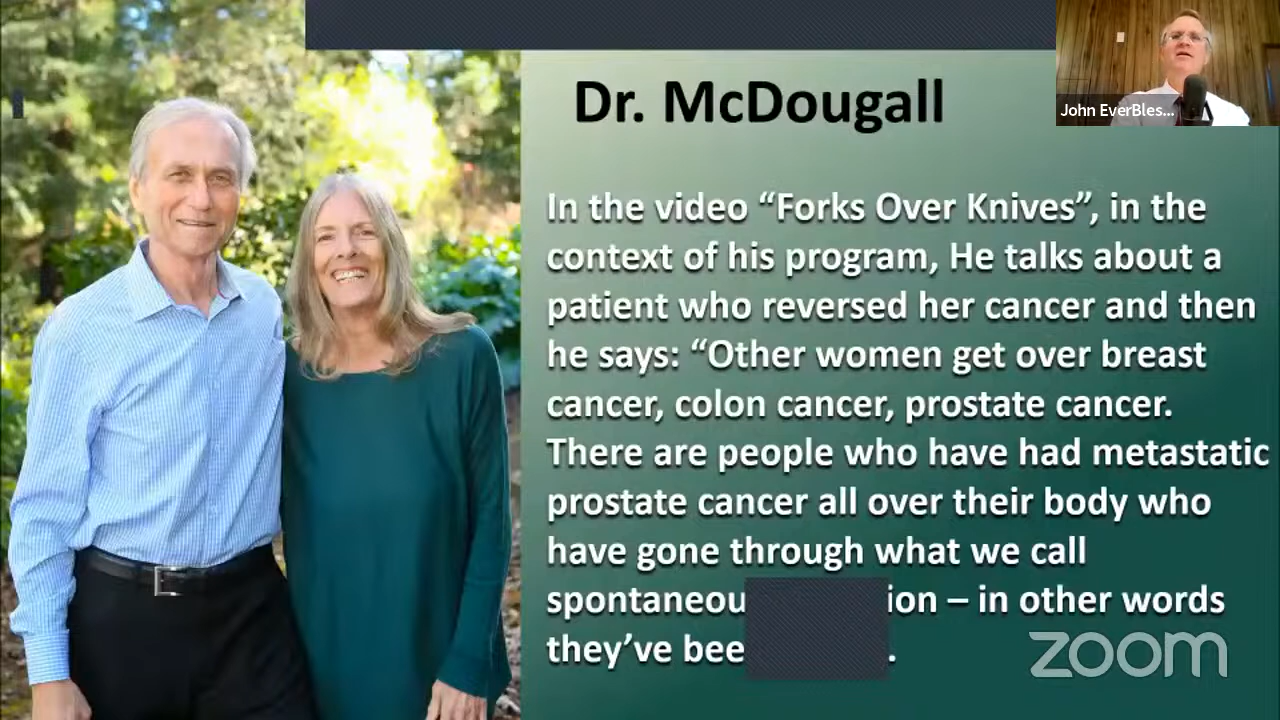 Dr. McDougall
John EverBles...
In the video “Forks Over Knives”, in the
context of his program, He talks about a
patient who reversed her cancer and then
he says: “Other women get over breast
cancer, colon cancer, prostate cancer.
There are people who have had metastatic
prostate cancer all over their body who
have gone through what we call
– in other words
they’ve
zoom